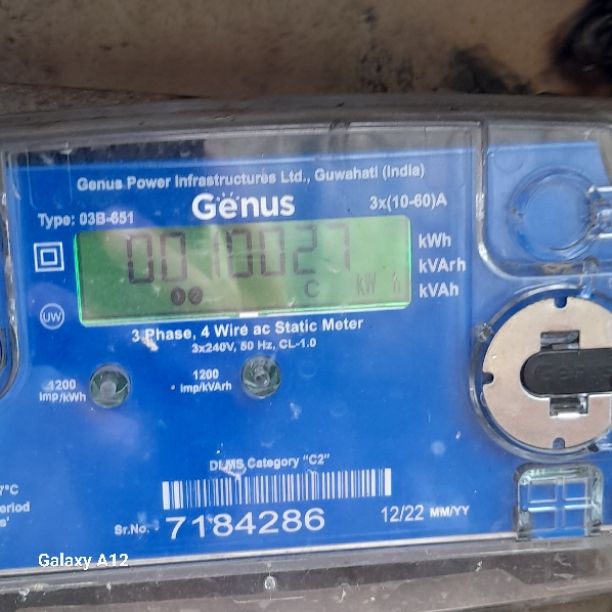 Genus Power Infrastructures Ltd., Guwahati (India)
Type: 03B-651
Genus
3x(10-60)A
0010027
C
kW h
kWh
kVArh
kVAh
UW
3 Phase, 4 Wire ac Static Meter
3x240V, 50 Hz, CL-1.0
1200
imp/kWh
1200
imp/kVArh
DLMS Category "C2"
Sr.No. 7184286
12/22 MM/YY
Galaxy A12